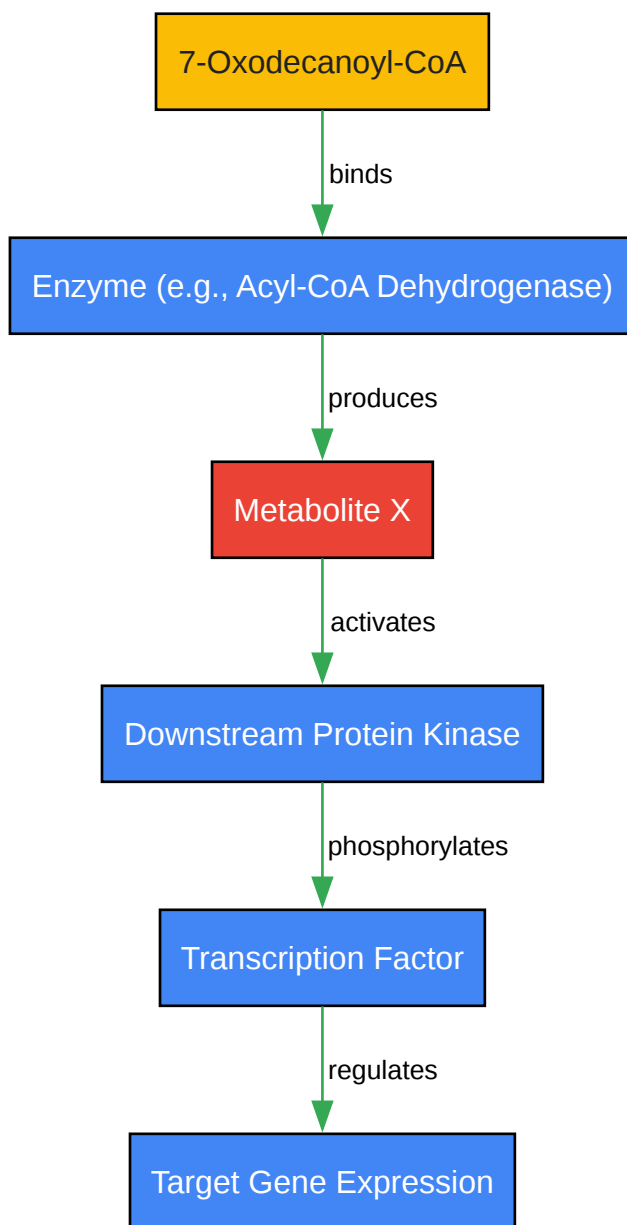 7-Oxodecanoyl-CoA
binds
Enzyme (e.g., Acyl-CoA Dehydrogenase)
produces
Metabolite X
activates
Downstream Protein Kinase
phosphorylates
Transcription Factor
regulates
Target Gene Expression